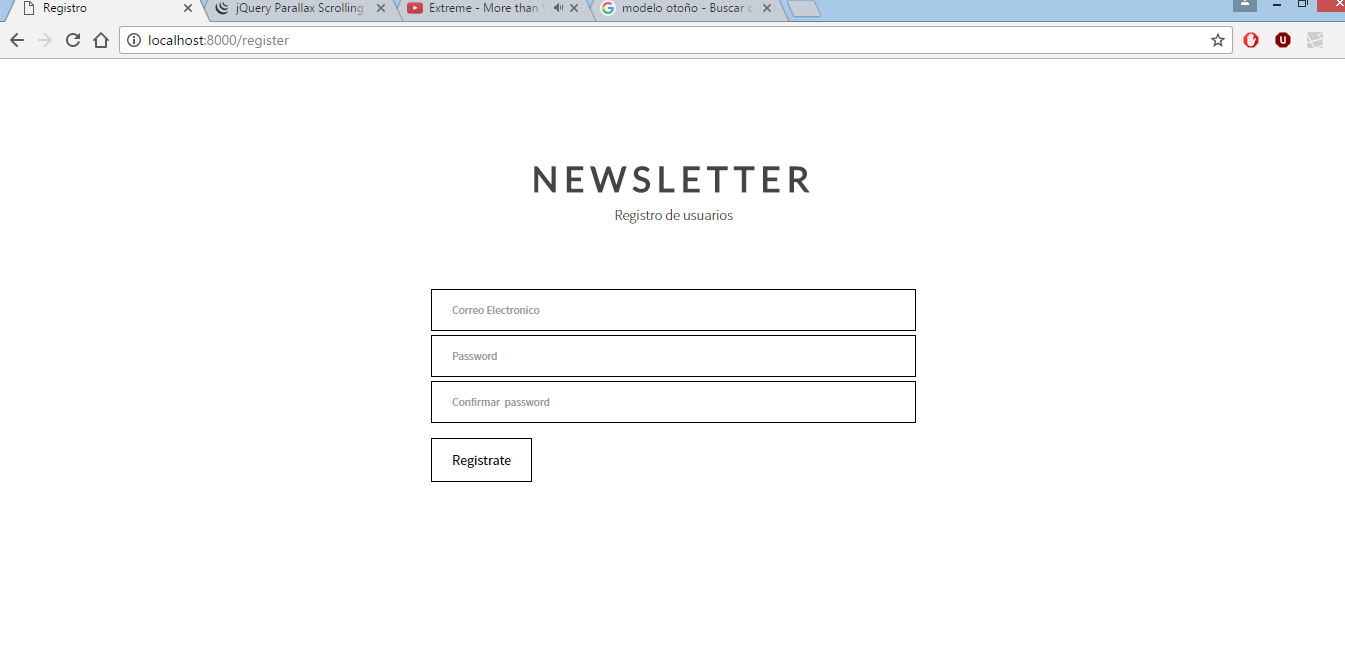 Registro
jQuery Parallax Scrolling
Extreme - More than
modelo otoño - Buscar c
localhost:8000/register
NEWSLETTER
Registro de usuarios
Correo Electronico
Password
Confirmar password
Registrate